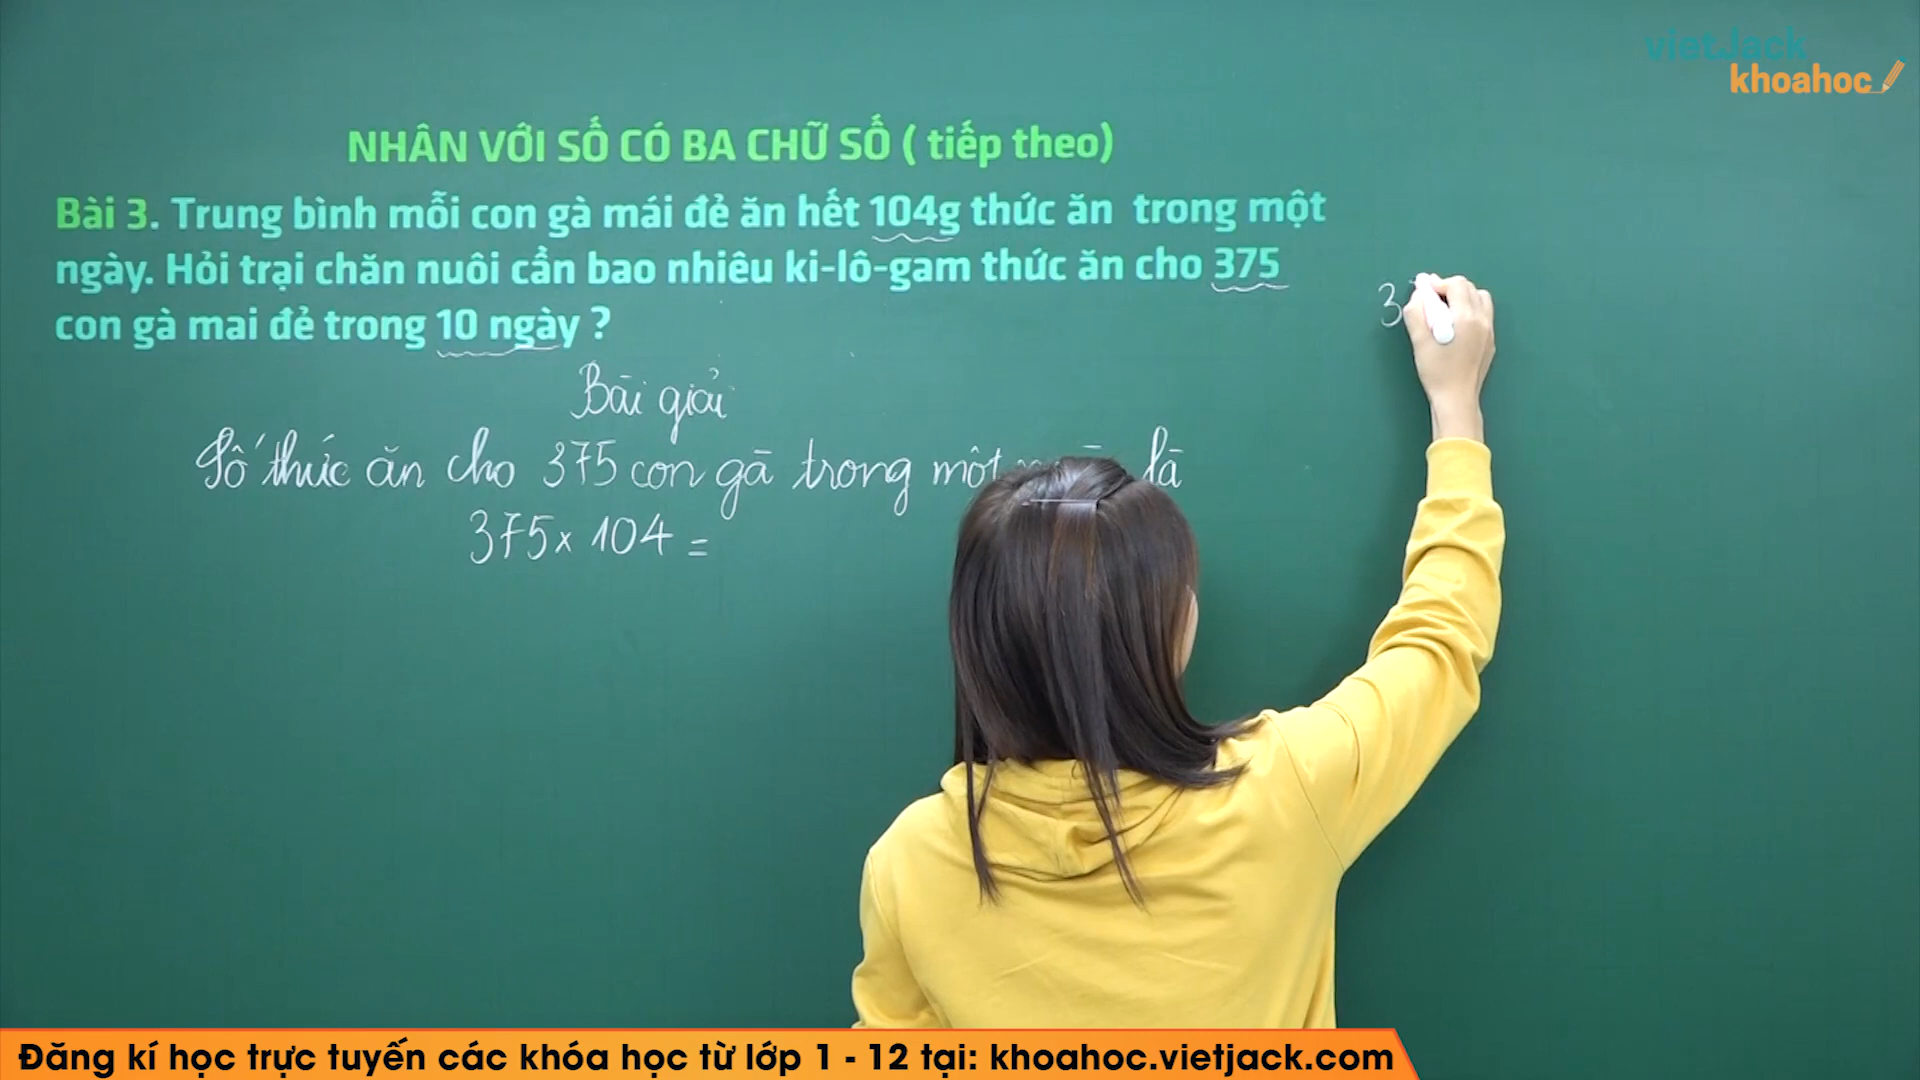 vietJack
khoahoc
NHÂN VỚI SỐ CÓ BA CHỮ SỐ ( tiếp theo)
Bài 3. Trung bình mỗi con gà mái đẻ ăn hết 104g thức ăn trong một
ngày. Hỏi trại chăn nuôi cần bao nhiêu ki-lô-gam thức ăn cho 375
con gà mai đẻ trong 10 ngày ?
3
Bài giải
Số thức ăn cho 375 con gà trong một là
375 x 104 =
Đăng kí học trực tuyến các khóa học từ lớp 1 - 12 tại: khoahoc.vietjack.com